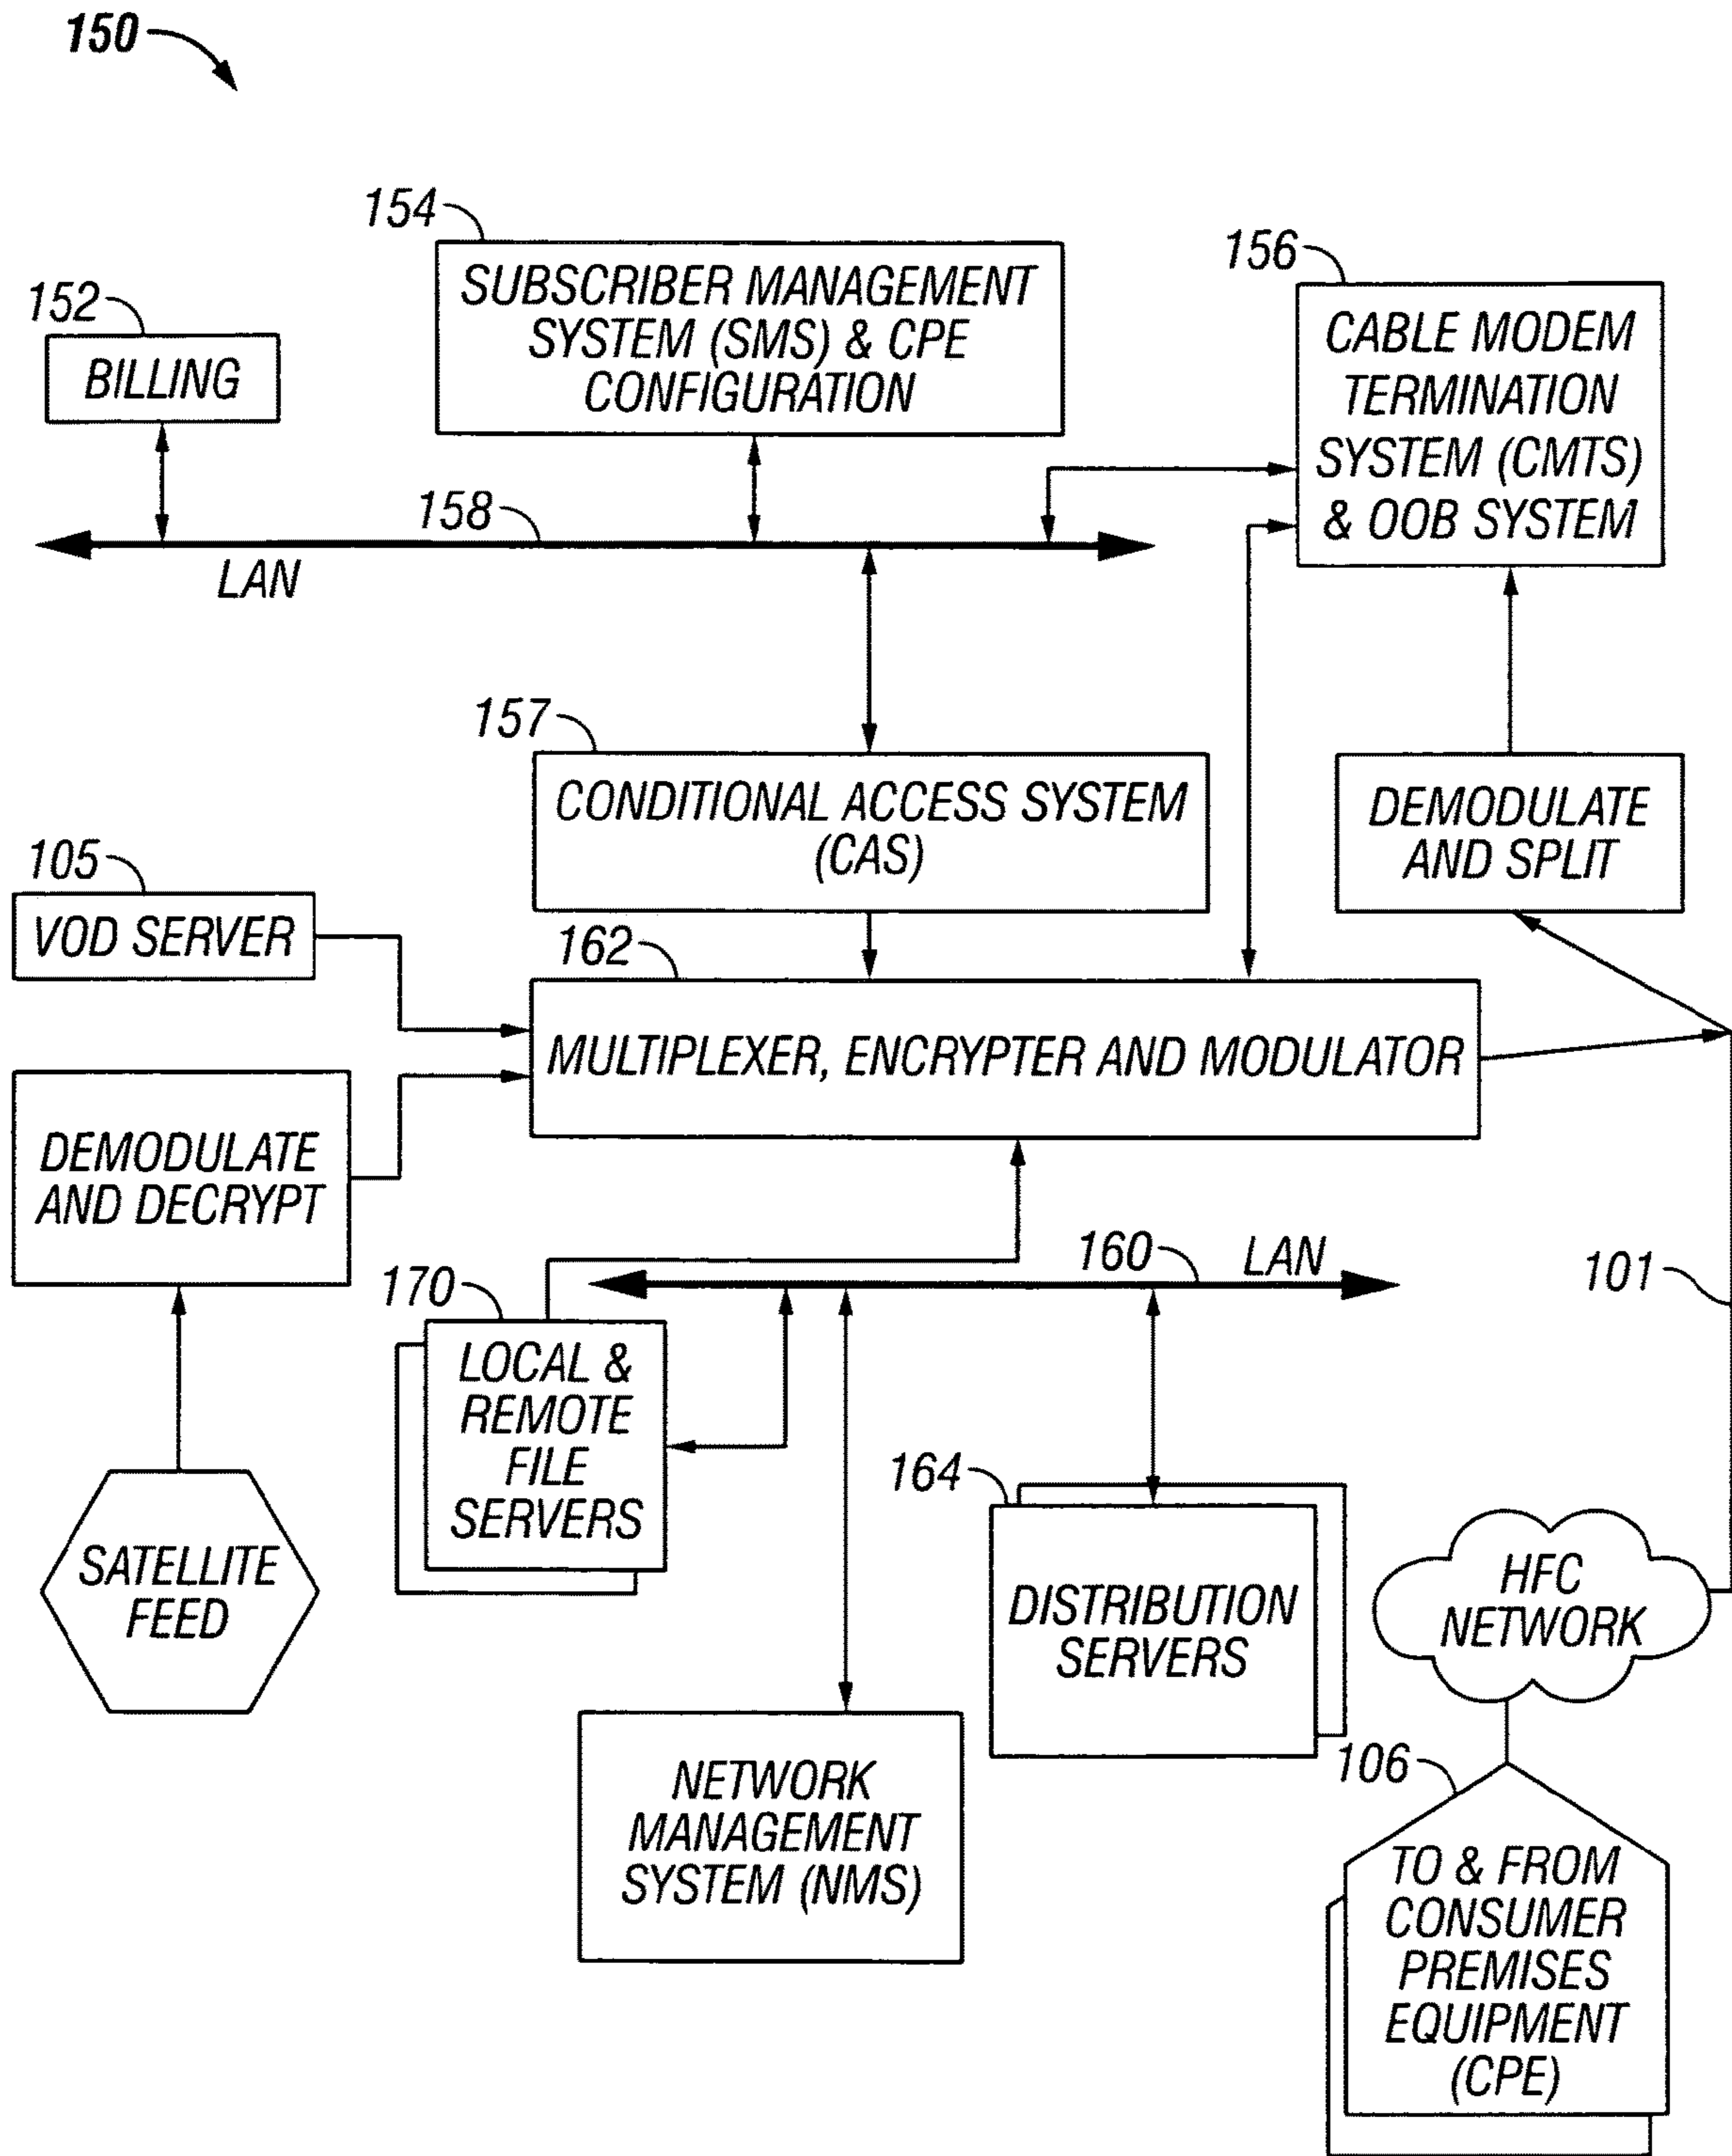 150
154
SUBSCRIBER MANAGEMENT
SYSTEM (SMS) & CPE
CONFIGURATION
156
CABLE MODEM
TERMINATION
SYSTEM (CMTS)
& OOB SYSTEM
152
BILLING
158
LAN
157
CONDITIONAL ACCESS SYSTEM
(CAS)
DEMODULATE
AND SPLIT
105
VOD SERVER
162
MULTIPLEXER, ENCRYPTER AND MODULATOR
DEMODULATE
AND DECRYPT
160
LAN
101
170
LOCAL &
REMOTE
FILE
SERVERS
164
DISTRIBUTION
SERVERS
SATELLITE
FEED
HFC
NETWORK
NETWORK
MANAGEMENT
SYSTEM (NMS)
106
TO & FROM
CONSUMER
PREMISES
EQUIPMENT
(CPE)